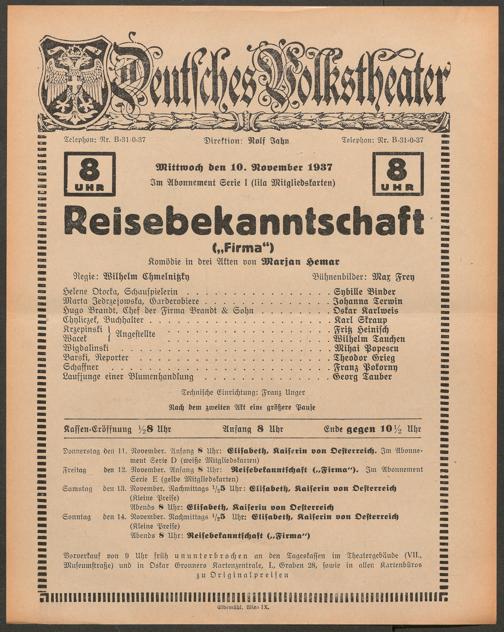 Deutsches Volkstheater
Telephon: Nr. B-31-0-37 Direktion: Rolf Jahn Telephon: Nr. B-31-0-37
8 UHR
Mittwoch den 10. November 1937
Im Abonnement Serie I (lila Mitgliedskarten)
8 UHR
Reisebekanntschaft
(„Firma“)
Komödie in drei Akten von Marjan Hemar
Regie: Wilhelm Chmelnitzky Bühnenbilder: Max Frey
Helene Otocka, Schauspielerin . . . Sybille Binder
Marta Jedrzejowska, Garderobiere . . . Johanna Terwin
Hugo Brandt, Chef der Firma Brandt & Sohn . . . Oskar Karlweis
Chyliczek, Buchhalter . . . Karl Skraup
Krzepinski } Angestellte . . . Fritz Heinisch
Wacek } Angestellte . . . Wilhelm Tauchen
Wigdalinski . . . Mihai Popescu
Barski, Reporter . . . Theodor Grieg
Schaffner . . . Franz Pokorny
Laufjunge einer Blumenhandlung . . . Georg Tauber
Technische Einrichtung: Franz Unger
Nach dem zweiten Akt eine größere Pause
Kassen-Eröffnung ½8 Uhr Anfang 8 Uhr Ende gegen 10½ Uhr
Donnerstag den 11. November. Anfang 8 Uhr: Elisabeth, Kaiserin von Oesterreich. Im Abonne-
ment Serie D (weiße Mitgliedskarten)
Freitag den 12. November. Anfang 8 Uhr: Reisebekanntschaft („Firma“). Im Abonnement
Serie E (gelbe Mitgliedskarten)
Samstag den 13. November. Nachmittags ½5 Uhr: Elisabeth, Kaiserin von Oesterreich
(Kleine Preise)
Abends 8 Uhr: Elisabeth, Kaiserin von Oesterreich
Sonntag den 14. November. Nachmittags ½5 Uhr: Elisabeth, Kaiserin von Oesterreich
(Kleine Preise)
Abends 8 Uhr: Reisebekanntschaft („Firma“)
Vorverkauf von 9 Uhr früh ununterbrochen an den Tageskassen im Theatergebäude (VII.,
Museumstraße) und in Oskar Gronners Kartenzentrale, I., Graben 28, sowie in allen Kartenbüros
zu Originalpreisen
Elbemühl, Wien IX.